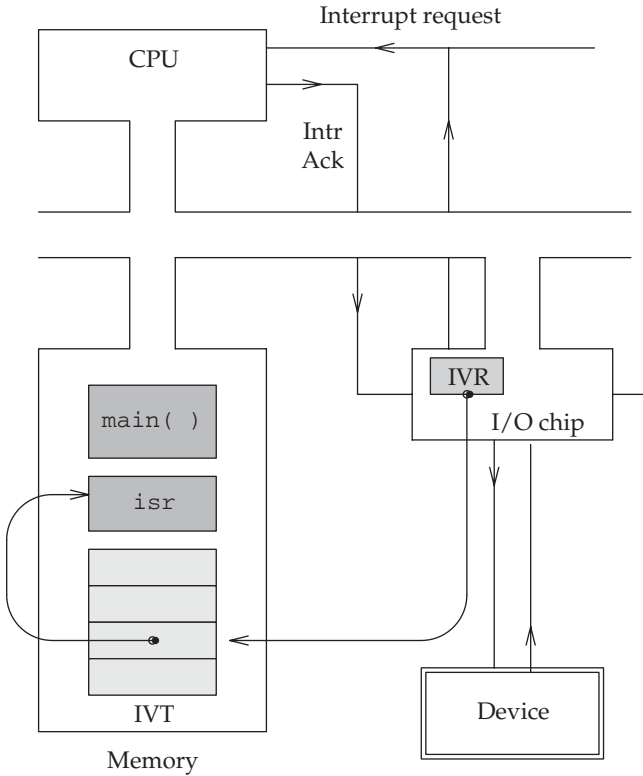 Interrupt request
CPU
Intr
Ack
IVR
main( )
I/O chip
isr
IVT
Device
Memory